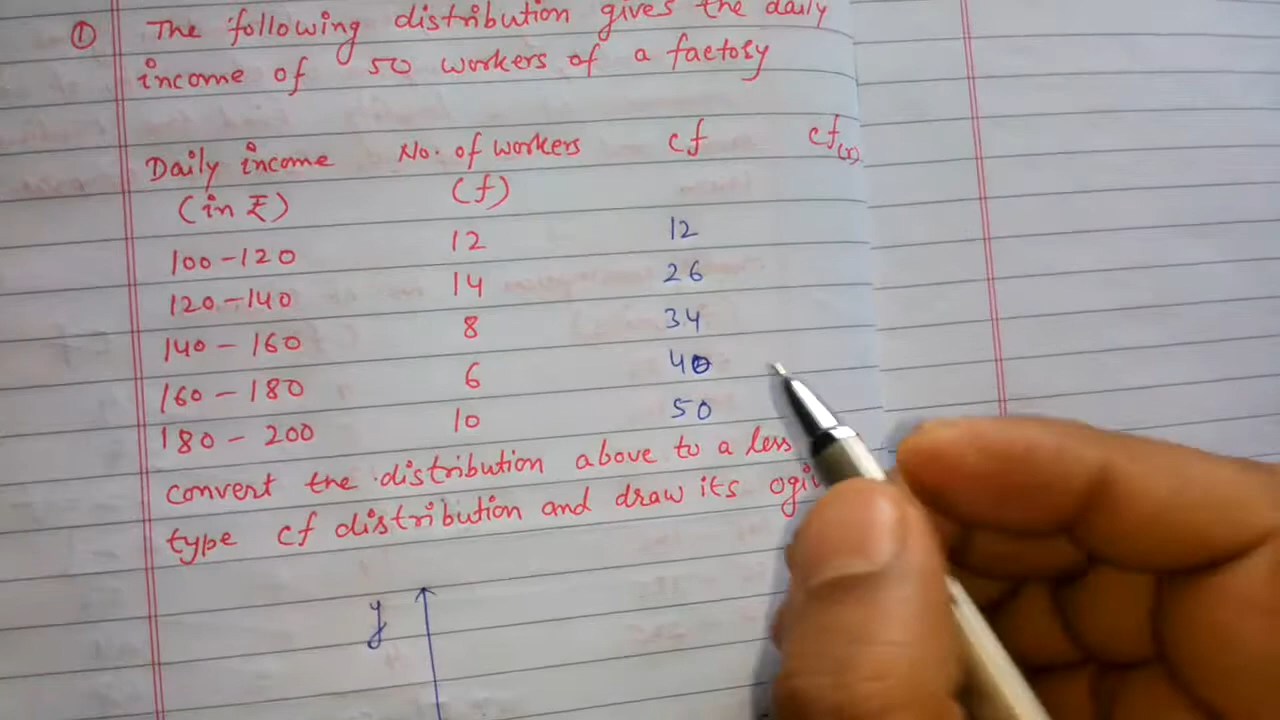 ① The following distribution gives the daily
income of 50 workers of a factory
Daily income No. of workers cf cf(r)
(in ₹) (f)
100-120 12 12
120-140 14 26
140-160 8 34
160-180 6 40
180-200 10 50
convert the distribution above to a less
type cf distribution and draw its
y